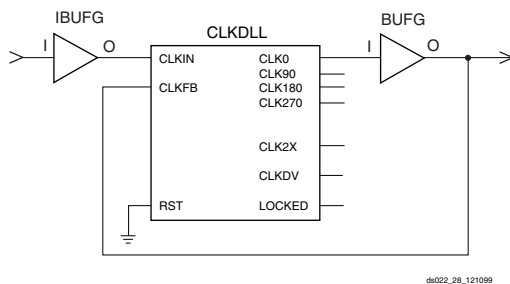 IBUFG
CLKDLL
BUFG
I
O
CLKIN
CLKFB
RST
CLK0
CLK90
CLK180
CLK270
CLK2X
CLKDV
LOCKED
I
O
ds022_28_121099